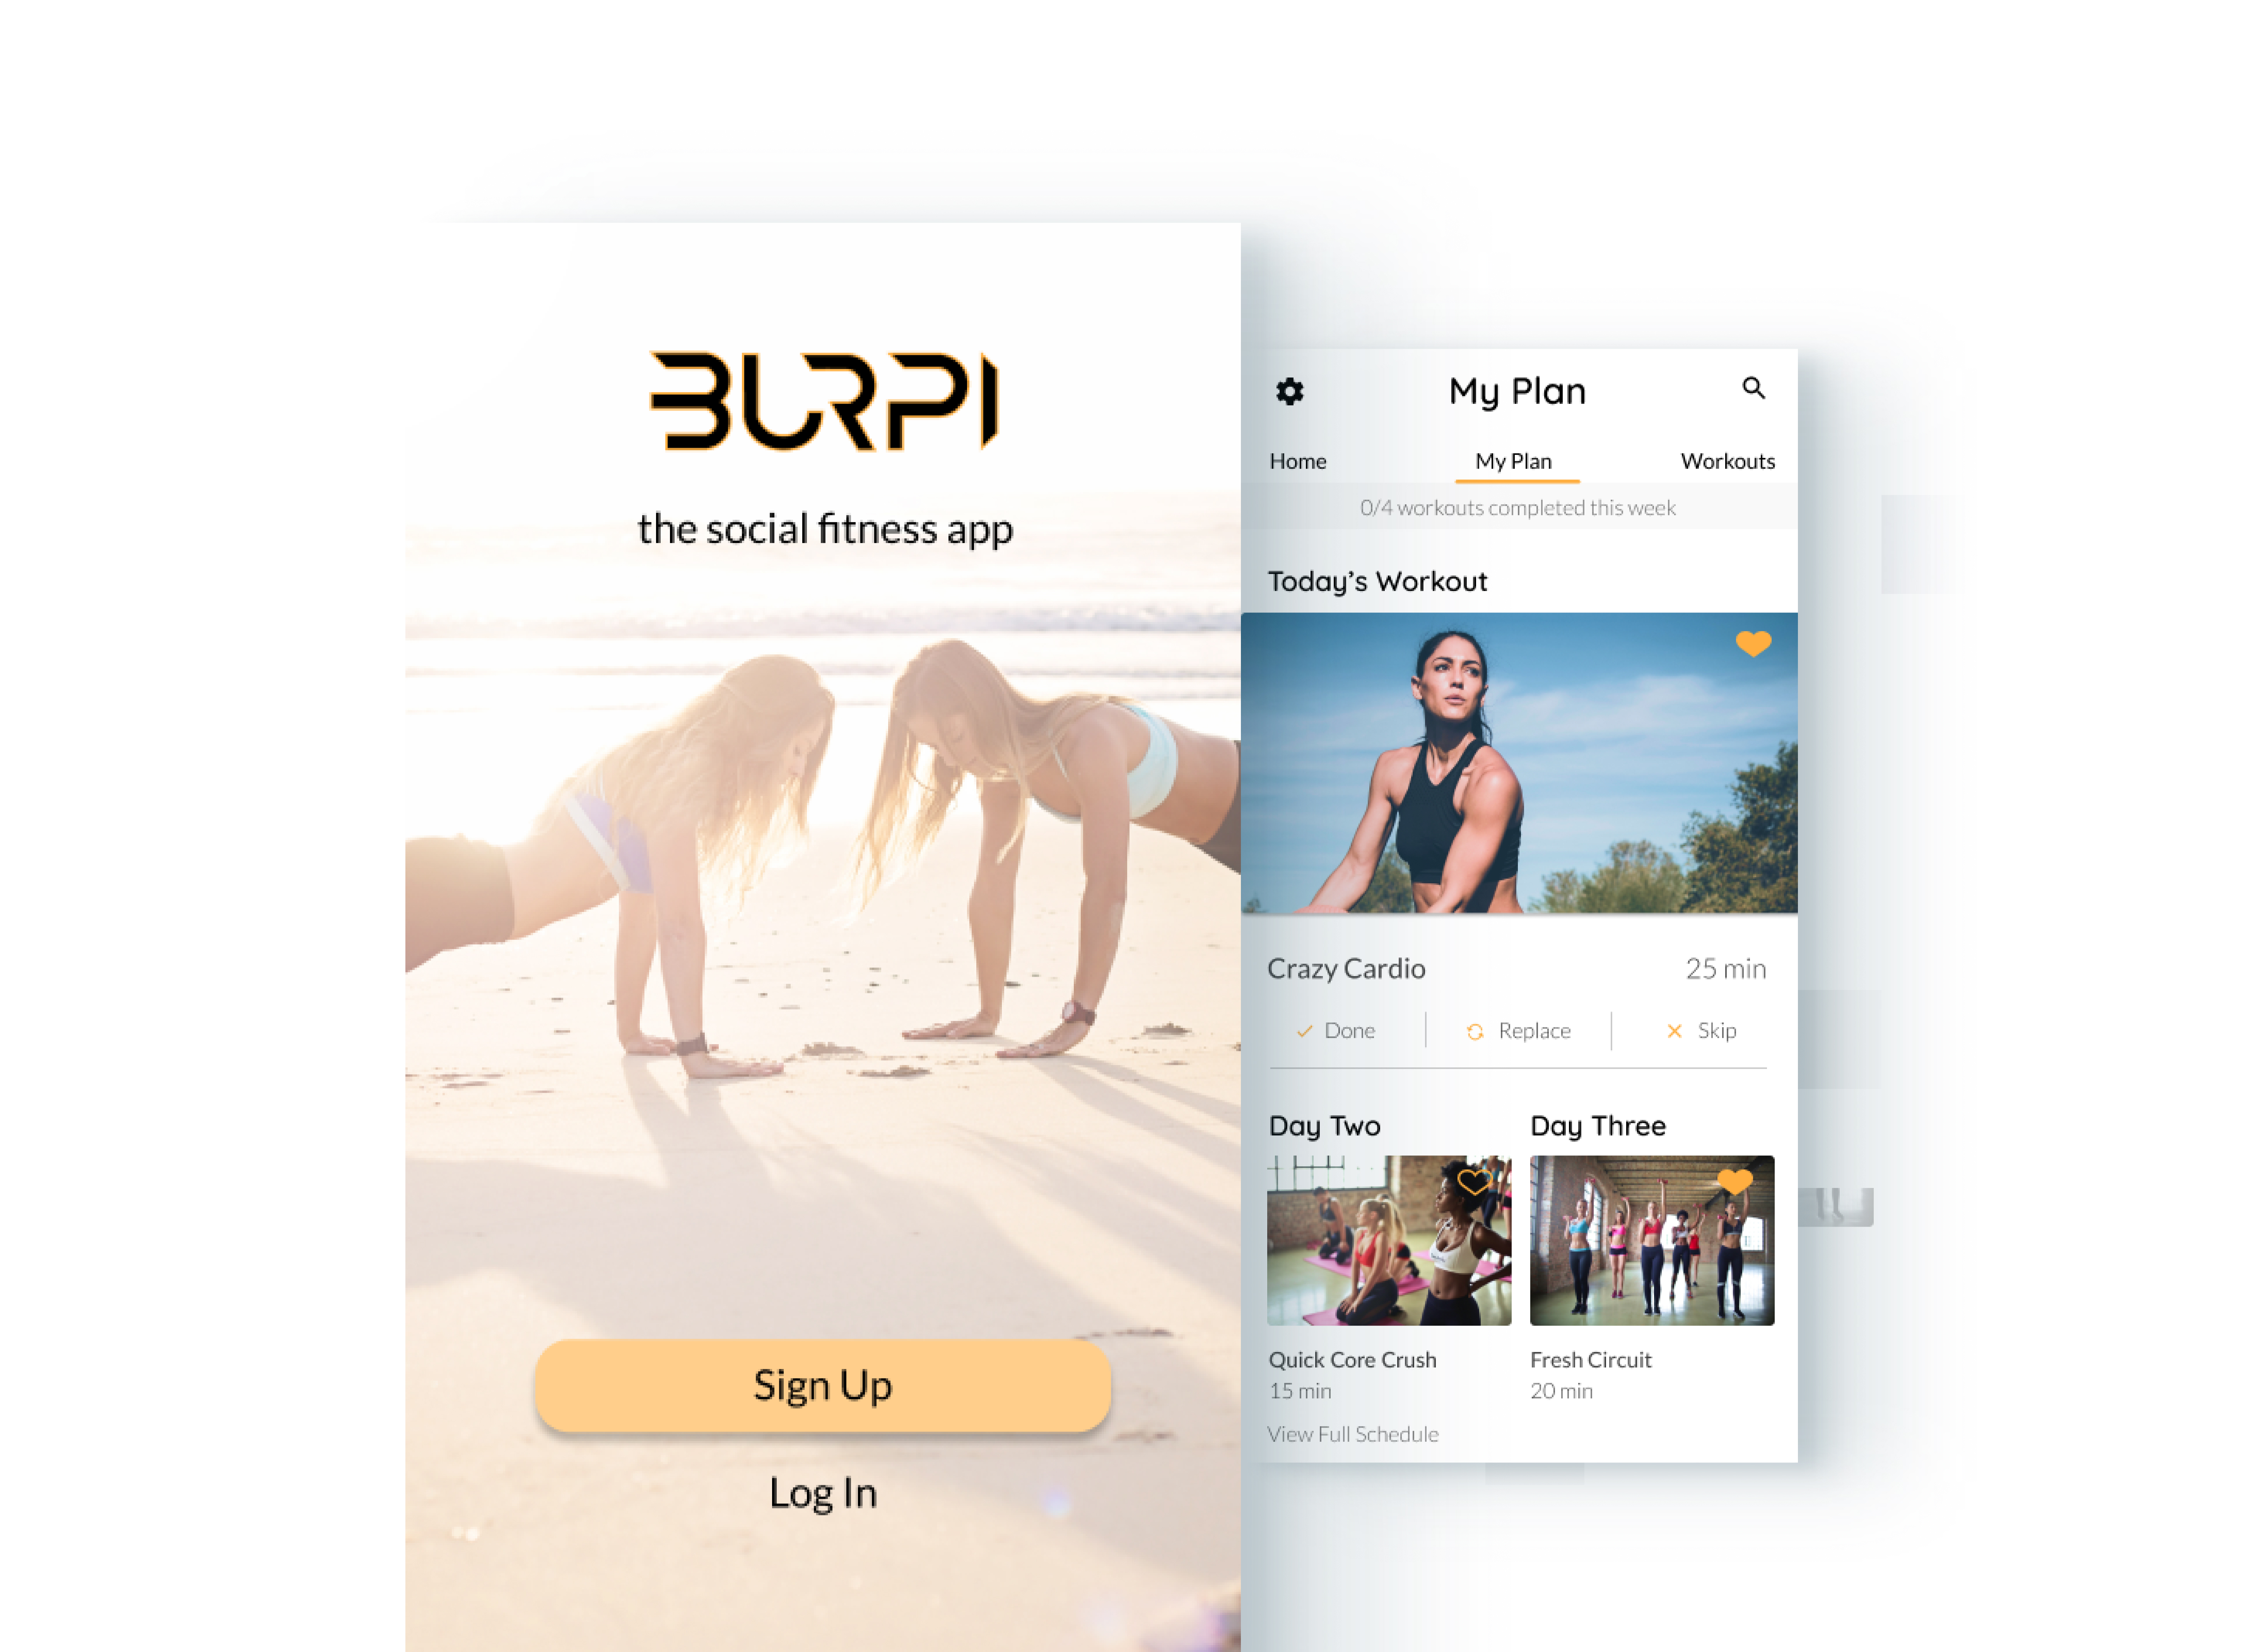 BURPI
the social fitness app
Sign Up
Log In
My Plan
Home My Plan Workouts
0/4 workouts completed this week
Today's Workout
Crazy Cardio 25 min
Done Replace Skip
Day Two Day Three
Quick Core Crush Fresh Circuit
15 min 20 min
View Full Schedule